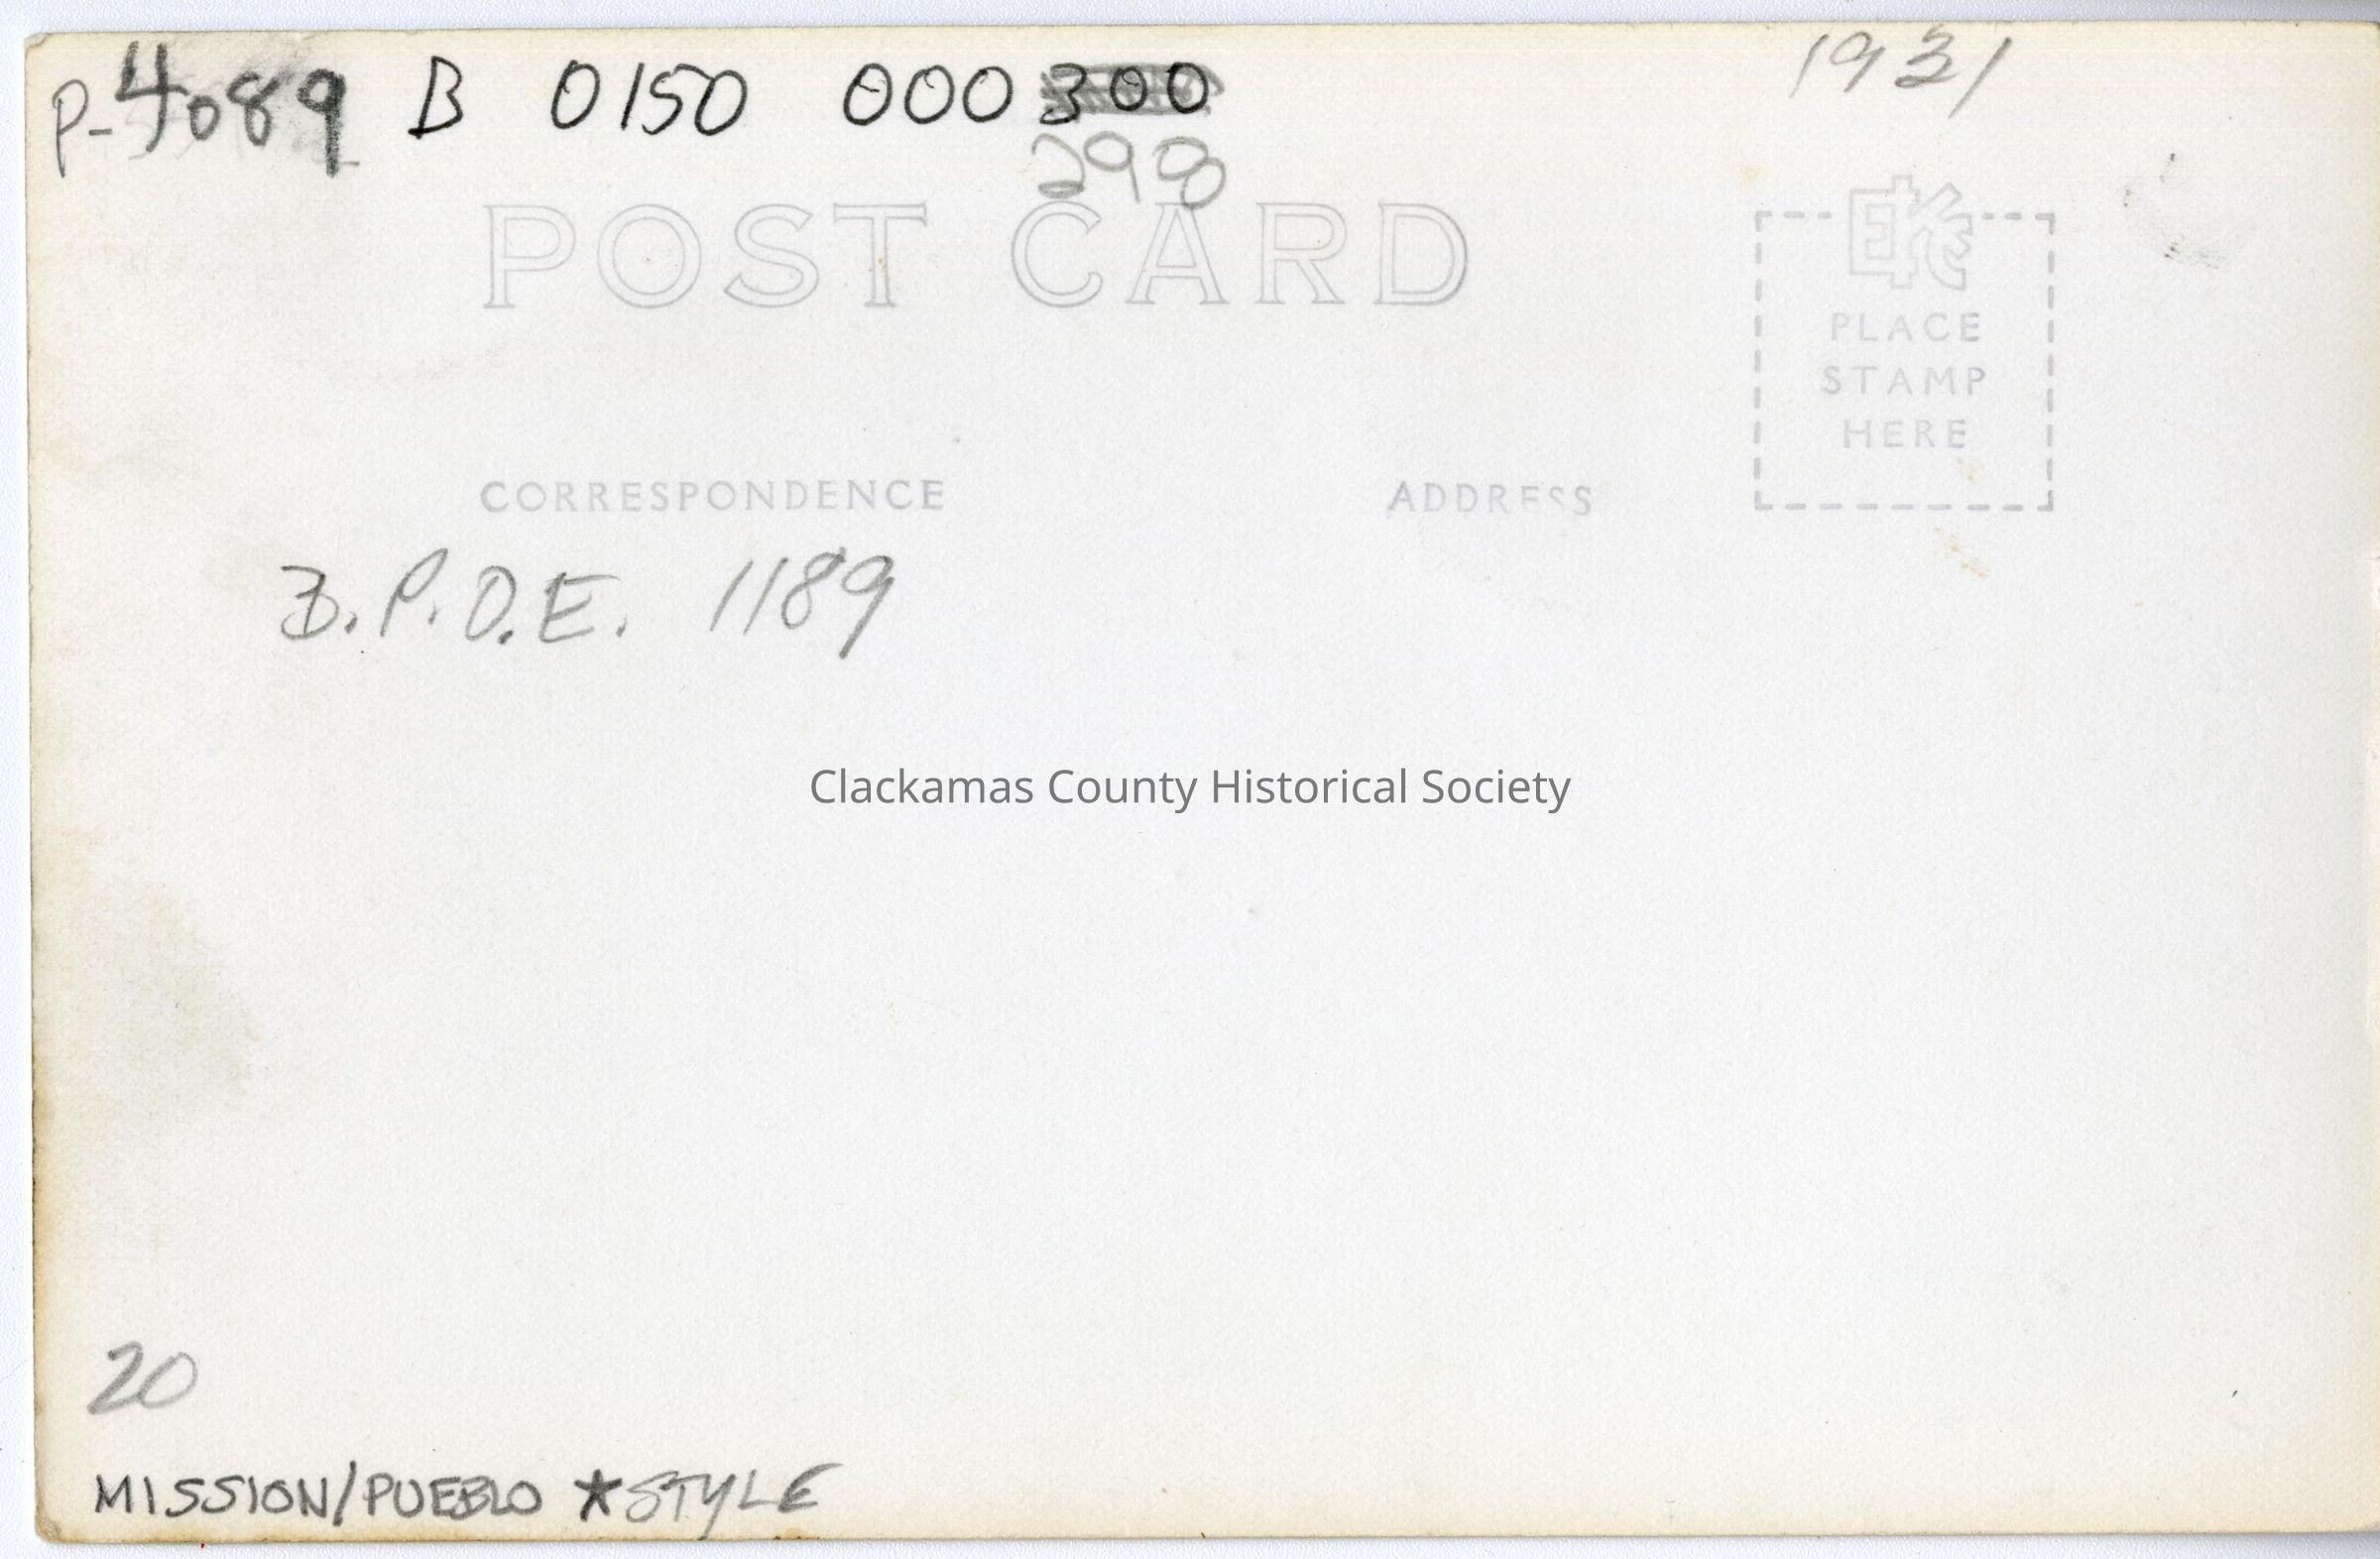 P-4089 B 0150 000300
1931
298
POST CARD
EKC
PLACE
STAMP
HERE
CORRESPONDENCE
ADDRESS
B.P.O.E. 1189
Clackamas County Historical Society
20
MISSION/PUEBLO *STYLE